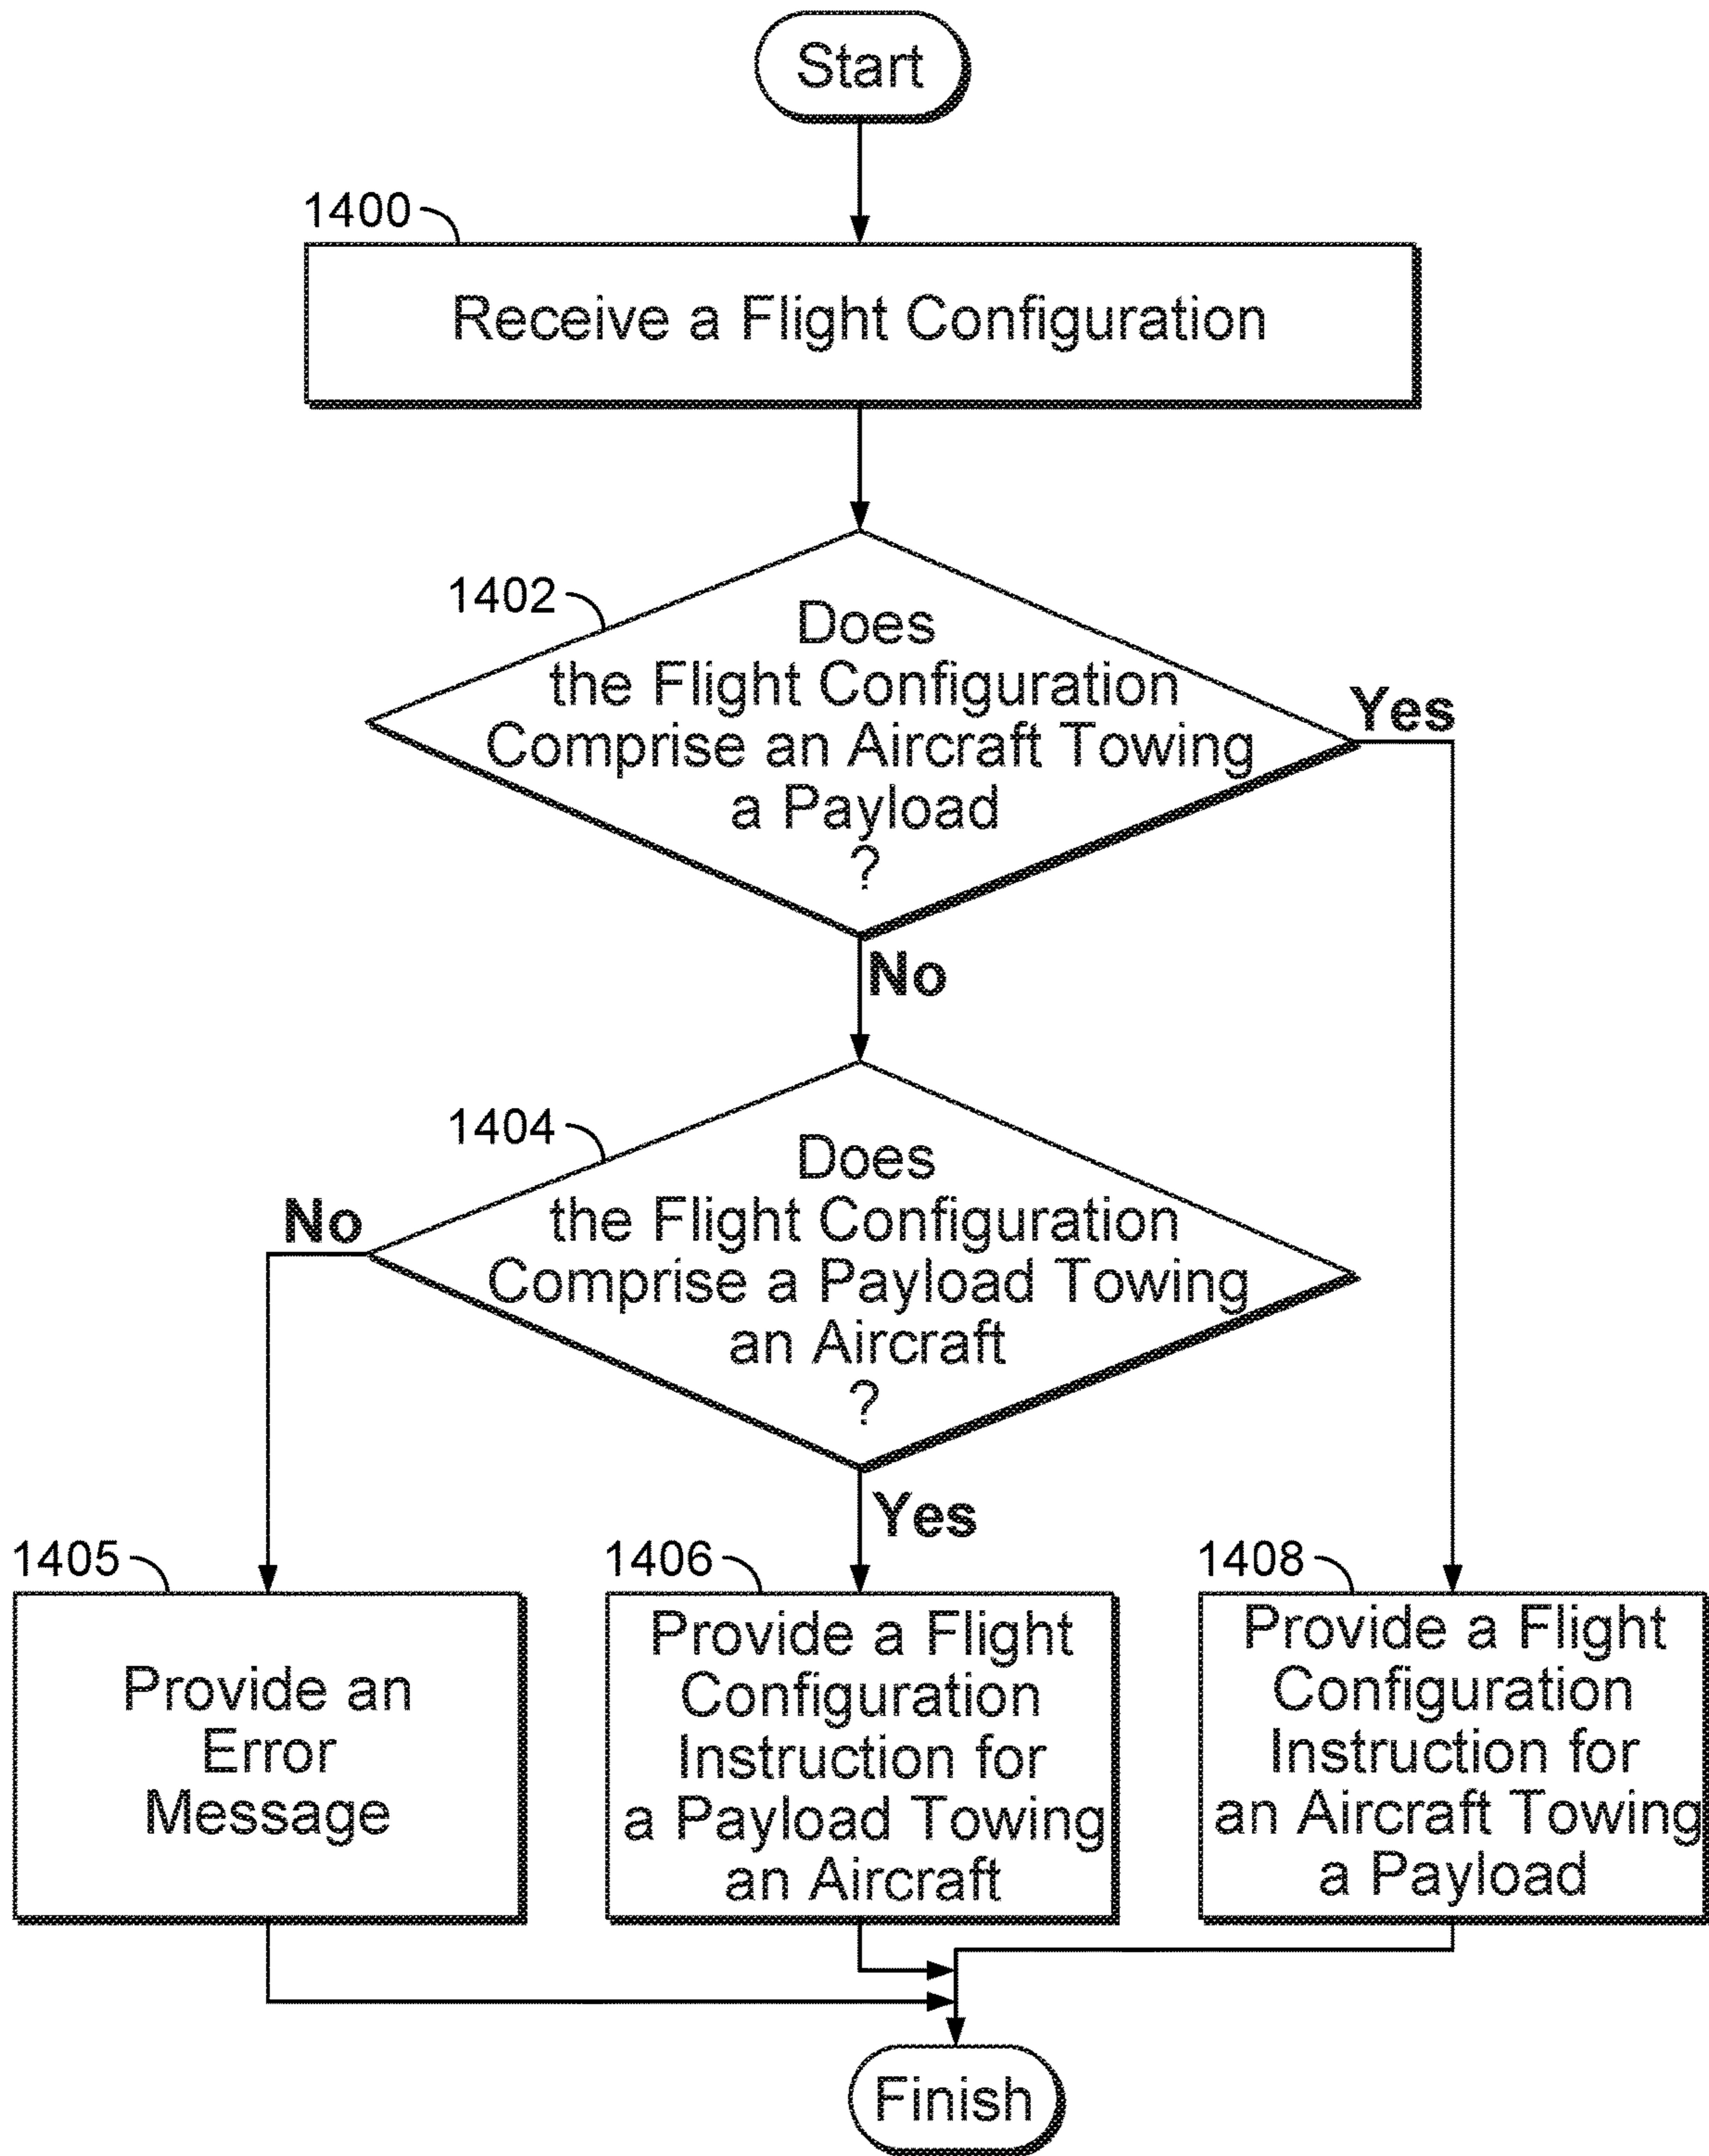 Start
1400
Receive a Flight Configuration
1402
Does
the Flight Configuration
Comprise an Aircraft Towing
a Payload
?
Yes
No
1404
Does
the Flight Configuration
Comprise a Payload Towing
an Aircraft
?
No
Yes
1405
Provide an
Error
Message
1406
Provide a Flight
Configuration
Instruction for
a Payload Towing
an Aircraft
1408
Provide a Flight
Configuration
Instruction for
an Aircraft Towing
a Payload
Finish